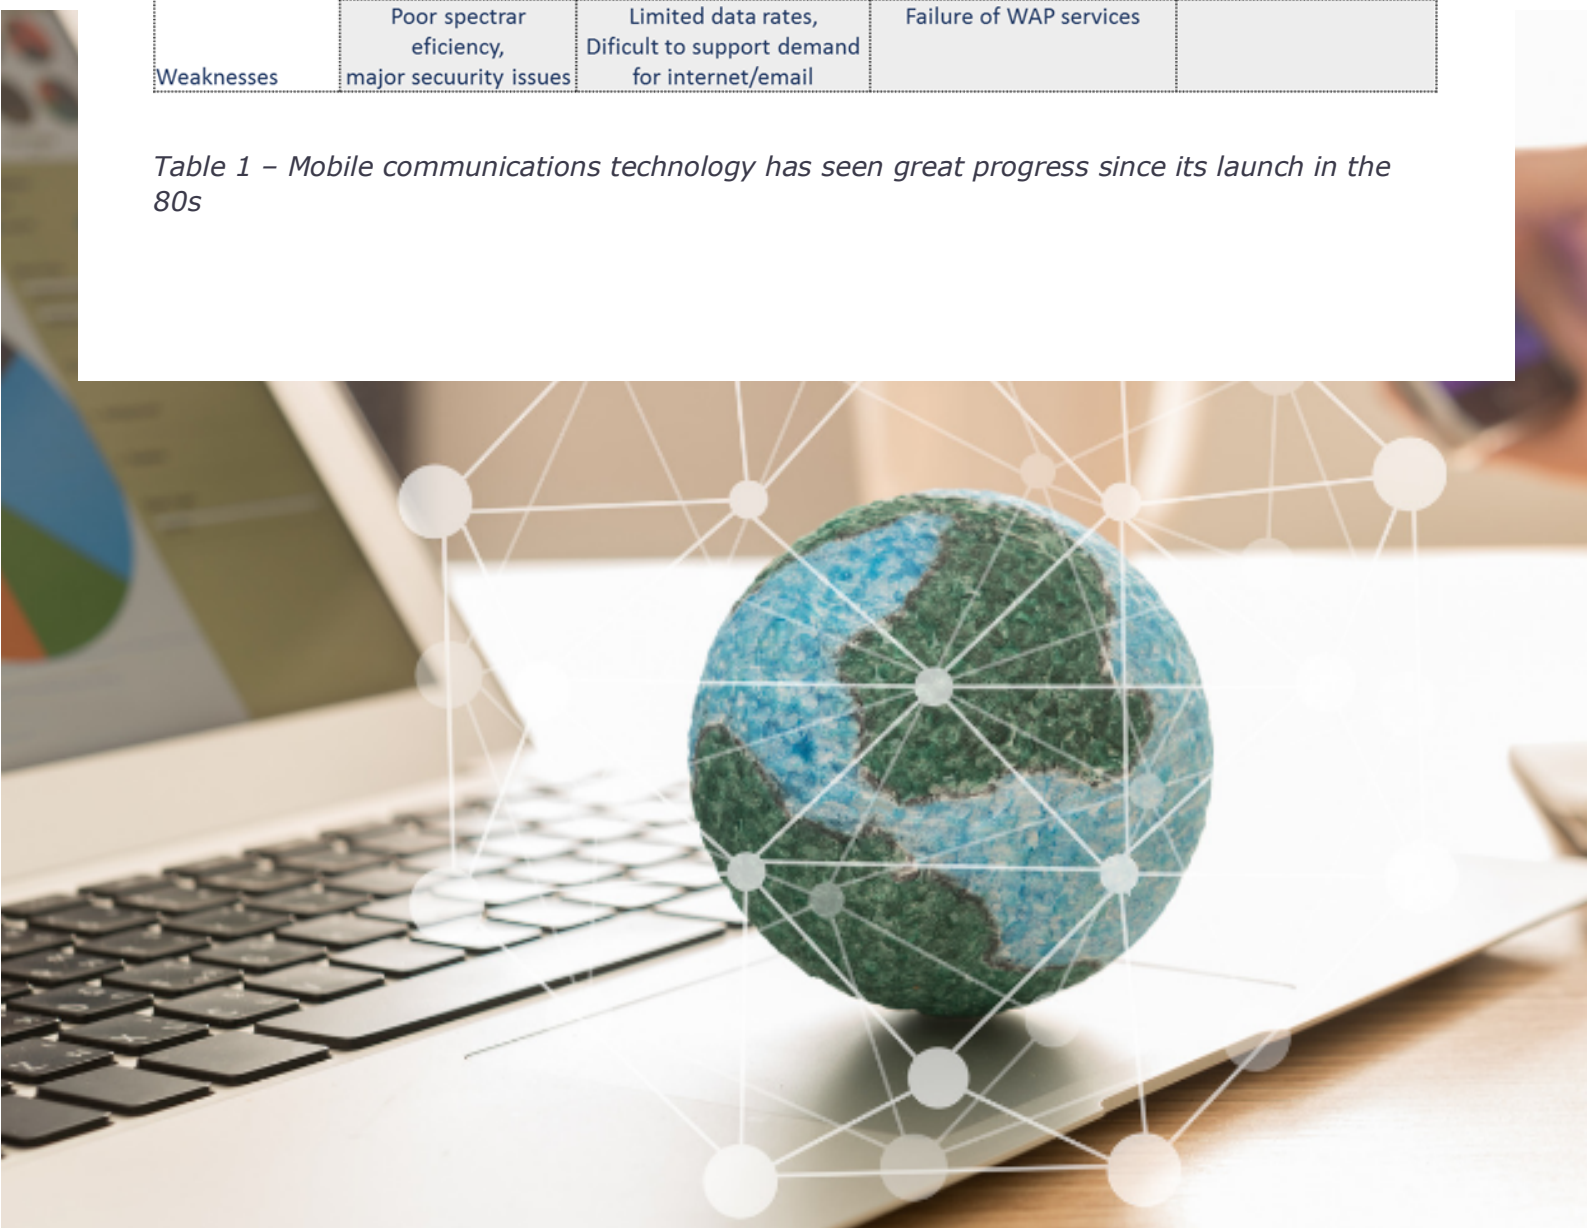 Weaknesses
Poor spectrar
eficiency,
major secuurity issues
Limited data rates,
Dificult to support demand
for internet/email
Failure of WAP services
Table 1 – Mobile communications technology has seen great progress since its launch in the
80s